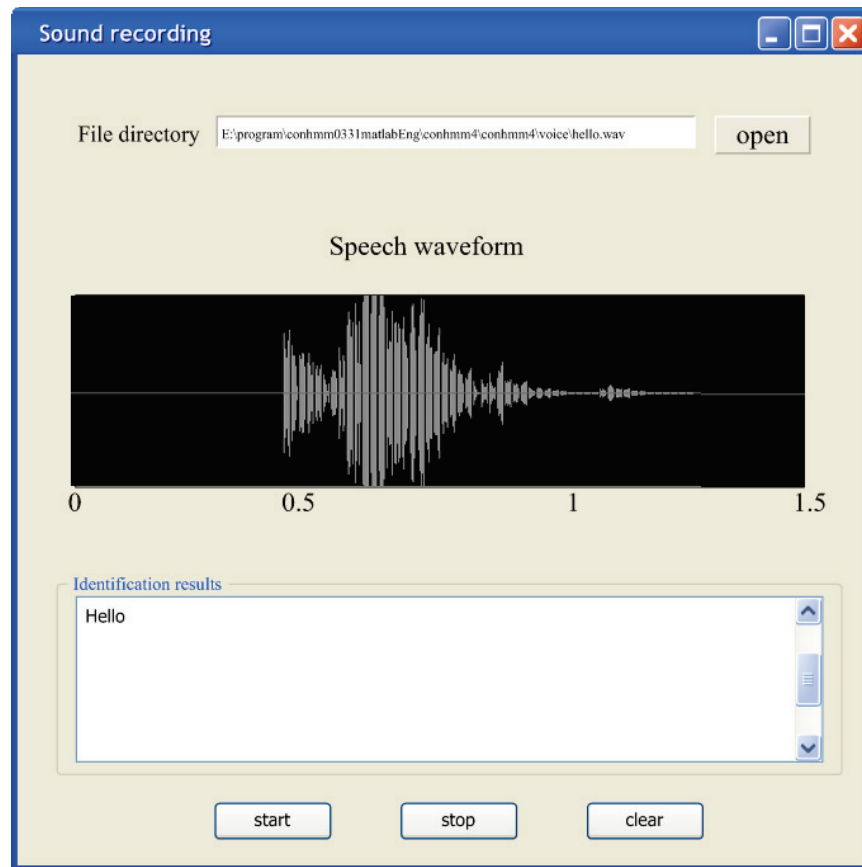 Sound recording
File directory E:\program\conhmm0331matlabEng\conhmm4\conhmm4\voice\hello.wav open
Speech waveform
0 0.5 1 1.5
Identification results
Hello
start stop clear